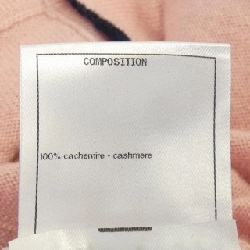 COMPOSITION
100% cachemire - cashmere